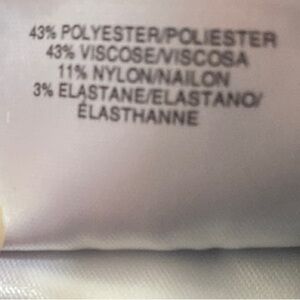 43% POLYESTER/POLIESTER
43% VISCOSE/VISCOSA
11% NYLON/NAILON
3% ELASTANE/ELASTANO/
ÉLASTHANNE